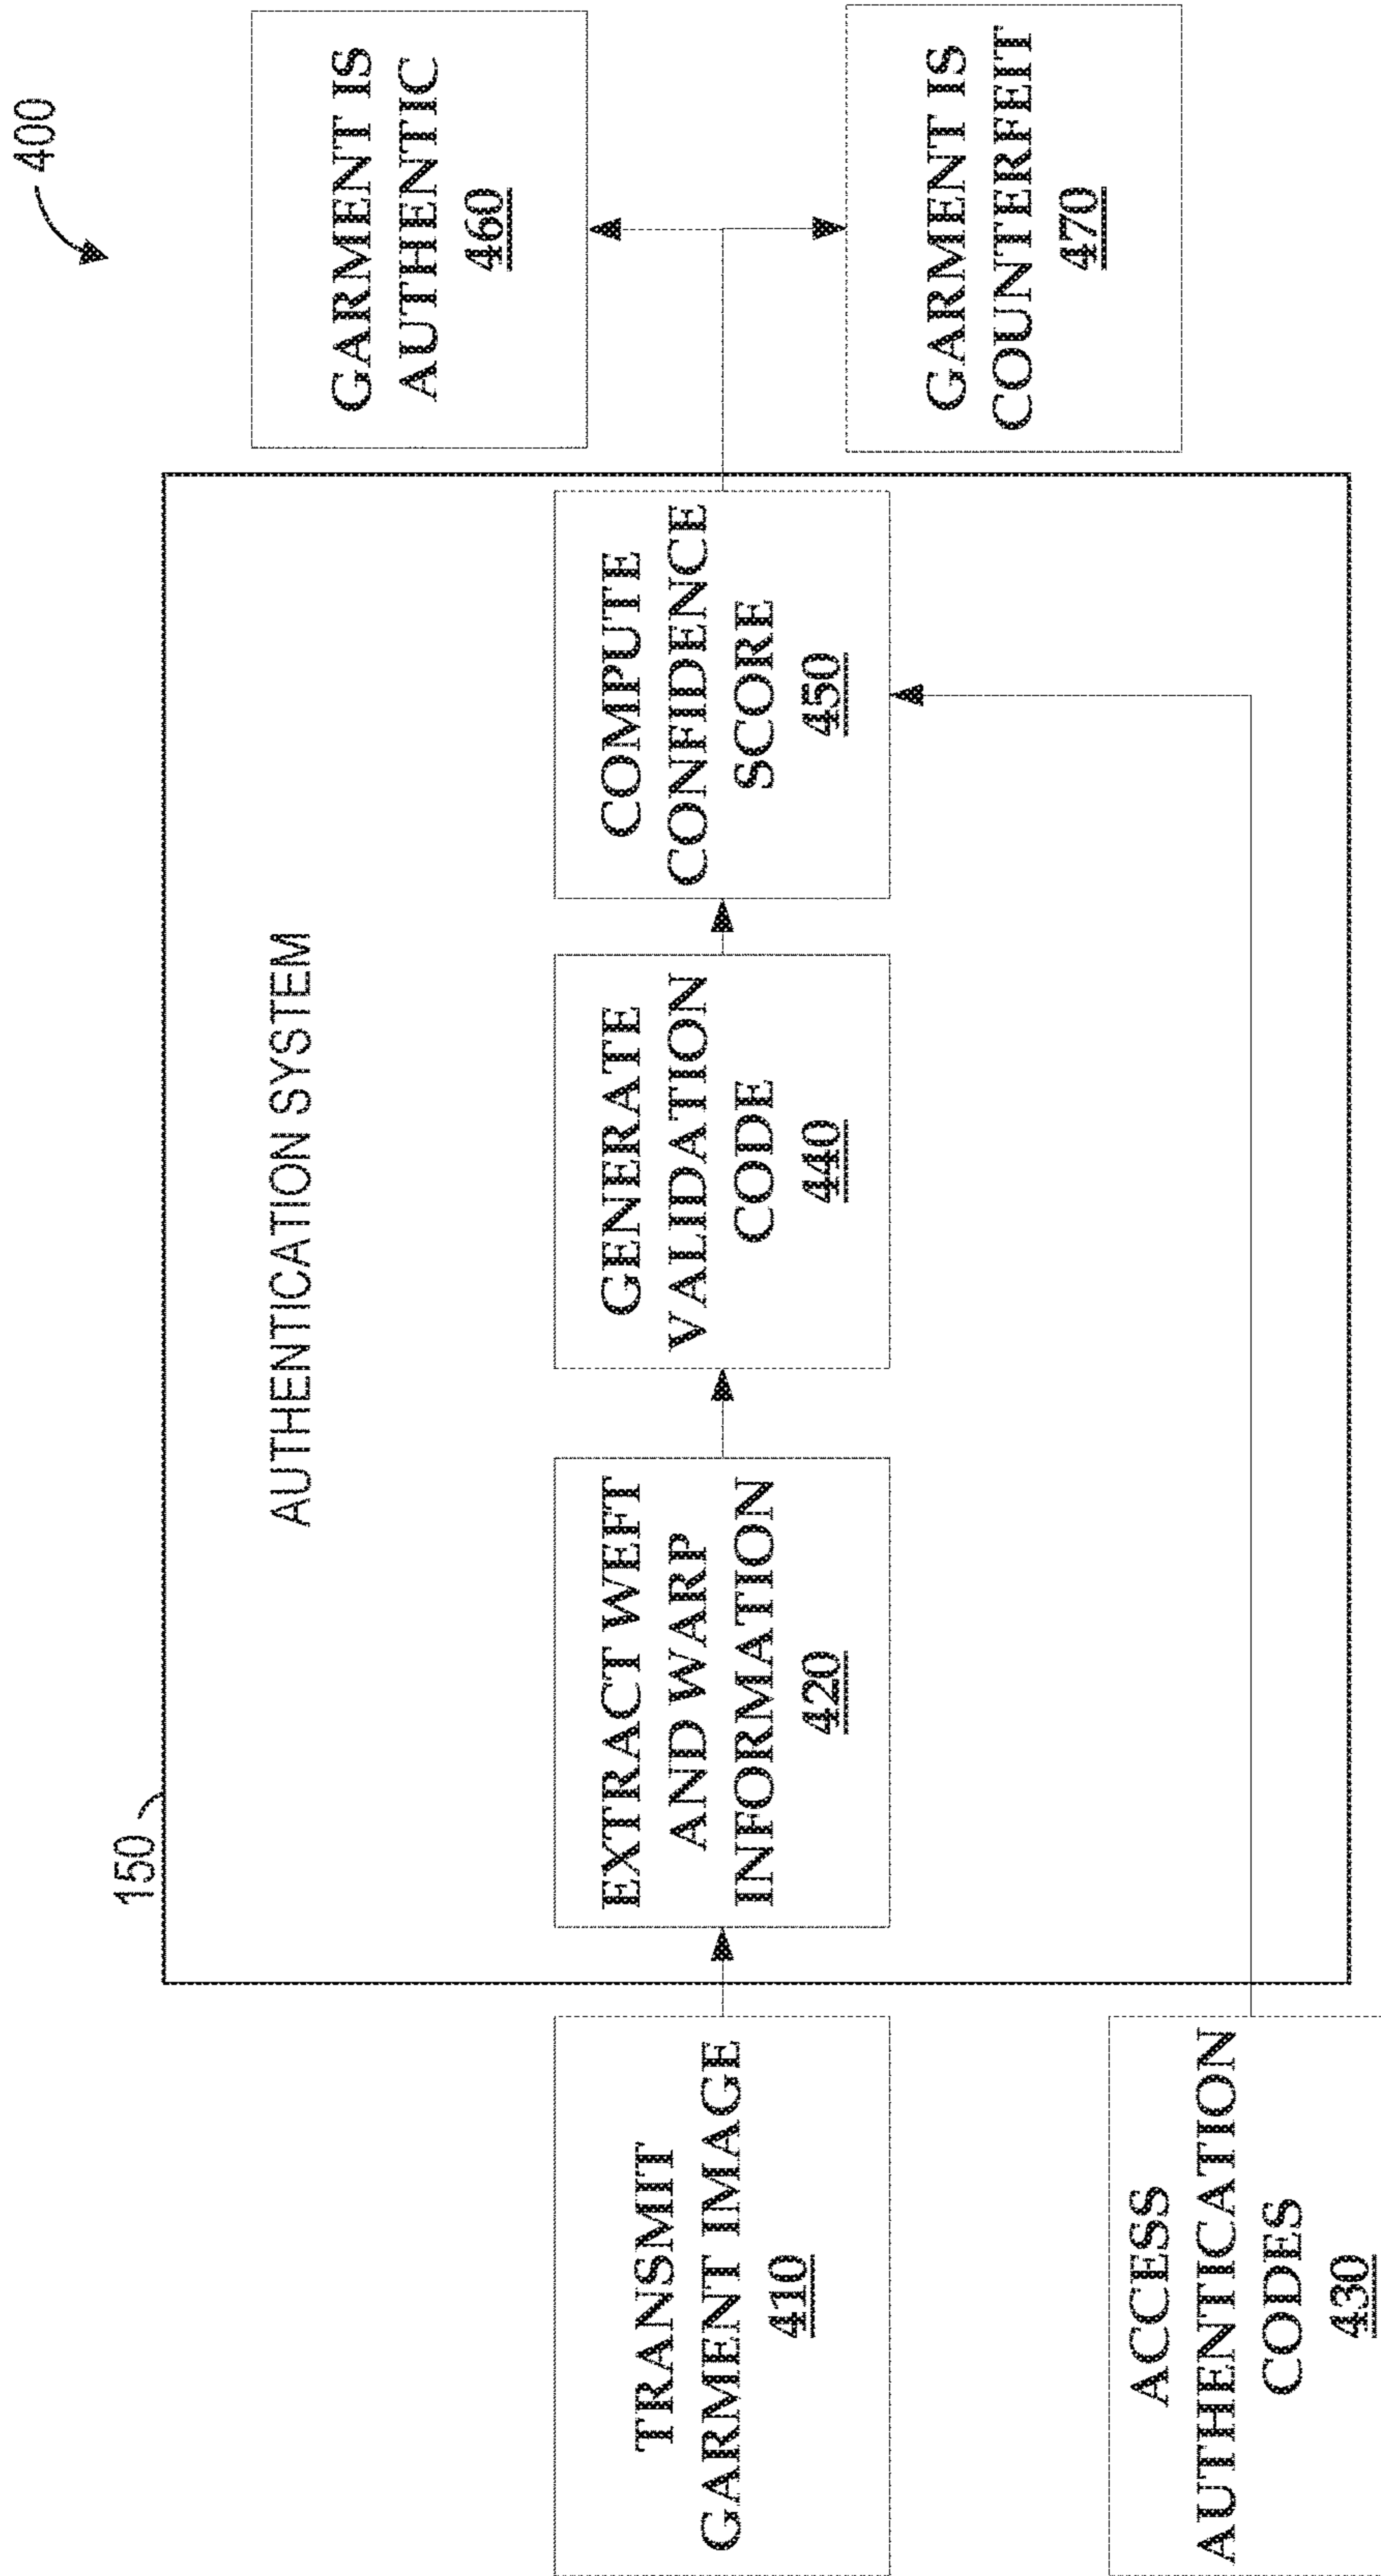 400
150
AUTHENTICATION SYSTEM
TRANSMIT
GARMENT IMAGE
410
EXTRACT WEFT
AND WARP
INFORMATION
420
GENERATE
VALIDATION
CODE
440
COMPUTE
CONFIDENCE
SCORE
450
GARMENT IS
AUTHENTIC
460
GARMENT IS
COUNTERFEIT
470
ACCESS
AUTHENTICATION
CODES
430